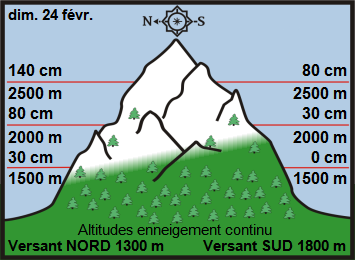 dim. 24 févr.
N S
140 cm 80 cm
2500 m 2500 m
80 cm 30 cm
2000 m 2000 m
30 cm 0 cm
1500 m 1500 m
Altitudes enneigement continu
Versant NORD 1300 m Versant SUD 1800 m